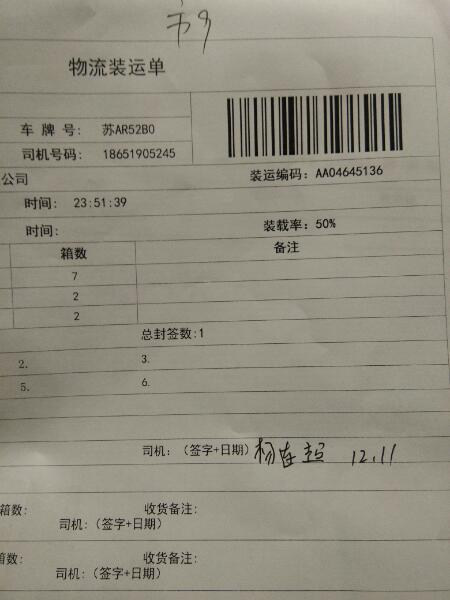 物流装运单
车 牌 号: 苏AR52B0
司机号码: 18651905245
公司
装运编码: AA04645136
时间: 23:51:39
时间:
装载率: 50%
箱数 备注
7
2
2
总封签数:1
2. 3.
5. 6.
司机: (签字+日期) 杨 12.11
箱数: 收货备注:
司机:(签字+日期)
箱数: 收货备注:
司机:(签字+日期)